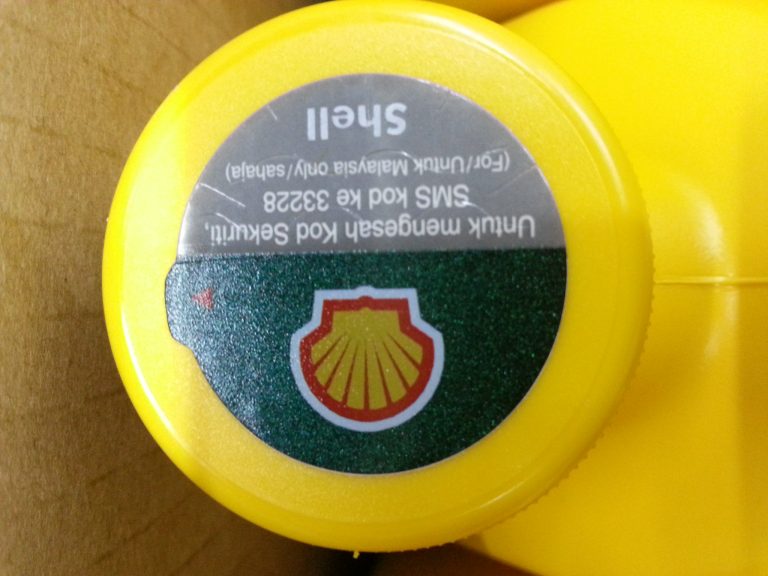 Untuk mengesah Kod Sekuriti,
SMS kod ke 33228
(For/Untuk Malaysia only/sahaja)
Shell